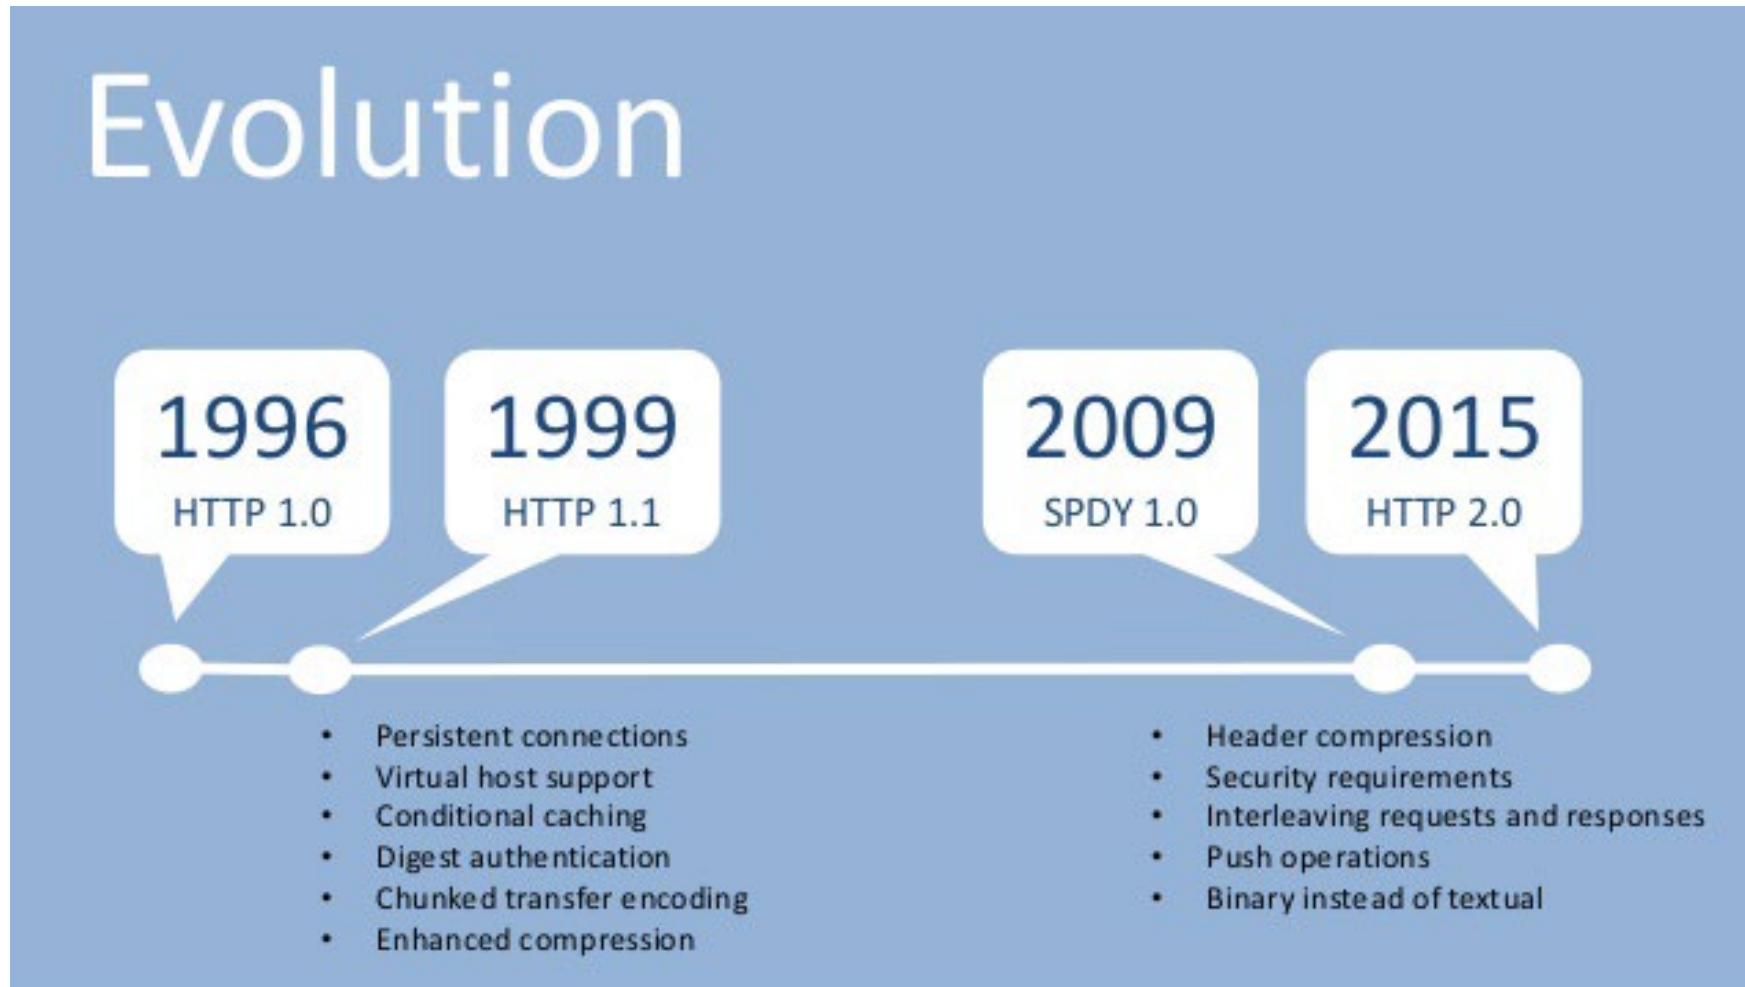 Evolution
1996
HTTP 1.0
1999
HTTP 1.1
2009
SPDY 1.0
2015
HTTP 2.0
• Persistent connections
• Virtual host support
• Conditional caching
• Digest authentication
• Chunked transfer encoding
• Enhanced compression
• Header compression
• Security requirements
• Interleaving requests and responses
• Push operations
• Binary instead of textual